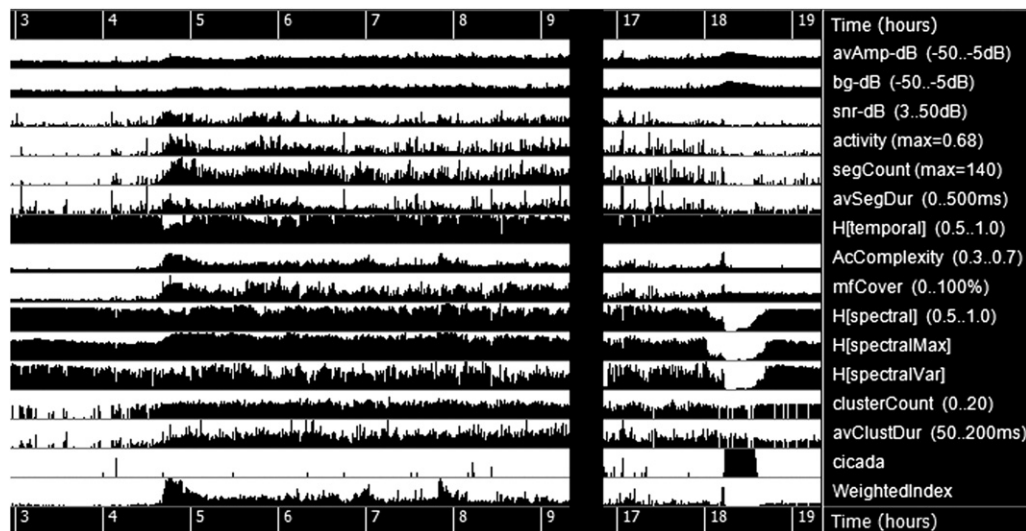 3 4 5 6 7 8 9 17 18 19 Time (hours)
avAmp-dB (-50..-5dB)
bg-dB (-50..-5dB)
snr-dB (3..50dB)
activity (max=0.68)
segCount (max=140)
avSegDur (0..500ms)
H[temporal] (0.5..1.0)
AcComplexity (0.3..0.7)
mfCover (0..100%)
H[spectral] (0.5..1.0)
H[spectralMax]
H[spectralVar]
clusterCount (0..20)
avClustDur (50..200ms)
cicada
WeightedIndex
3 4 5 6 7 8 9 17 18 19 Time (hours)